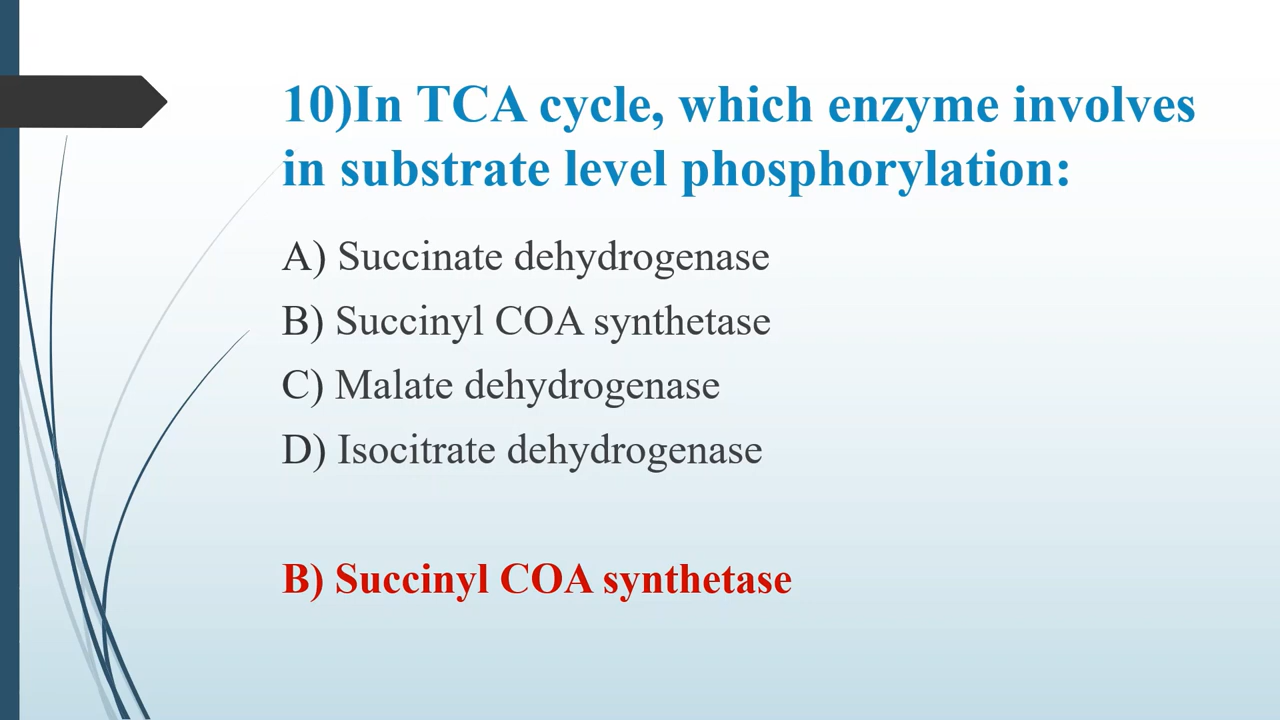 10)In TCA cycle, which enzyme involves
in substrate level phosphorylation:
A) Succinate dehydrogenase
B) Succinyl COA synthetase
C) Malate dehydrogenase
D) Isocitrate dehydrogenase
B) Succinyl COA synthetase